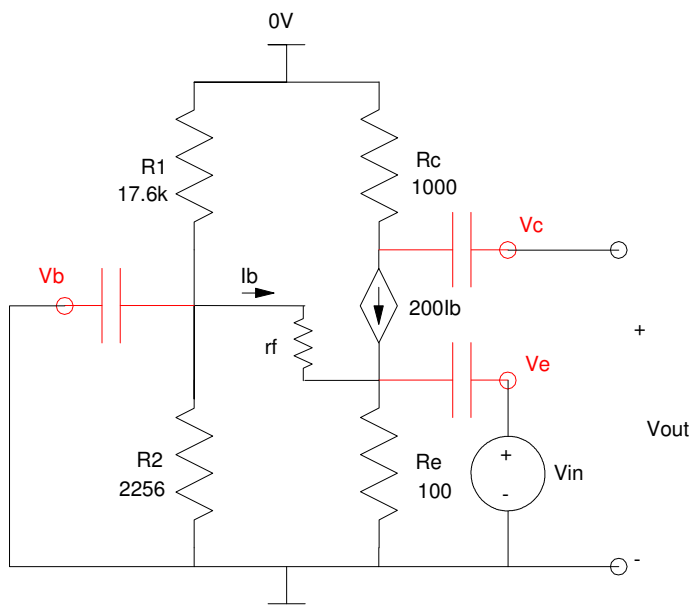 0V
R1
17.6k
Rc
1000
Vc
Vb
Ib
200Ib
rf
+
Ve
Vout
R2
2256
Re
100
+
-
Vin
-